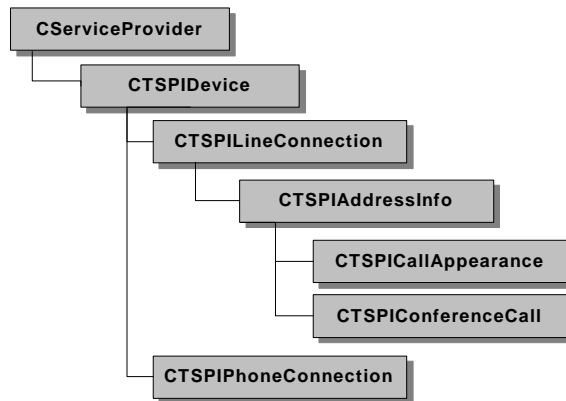 CServiceProvider
CTSPIDevice
CTSPILineConnection
CTSPIAddressInfo
CTSPICallAppearance
CTSPIConferenceCall
CTSPIPhoneConnection